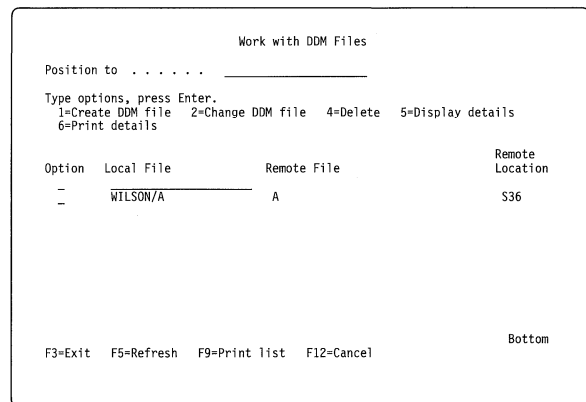 Work with DDM Files
Position to . . . . . .
Type options, press Enter.
1=Create DDM file 2=Change DDM file 4=Delete 5=Display details
6=Print details
Remote
Option Local File Remote File Location
WILSON/A A S36
Bottom
F3=Exit F5=Refresh F9=Print list F12=Cancel